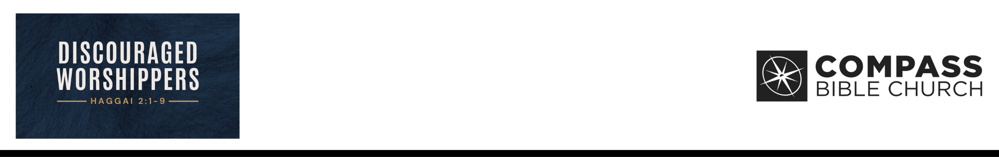 DISCOURAGED
WORSHIPPERS
HAGGAI 2:1-9
COMPASS
BIBLE CHURCH